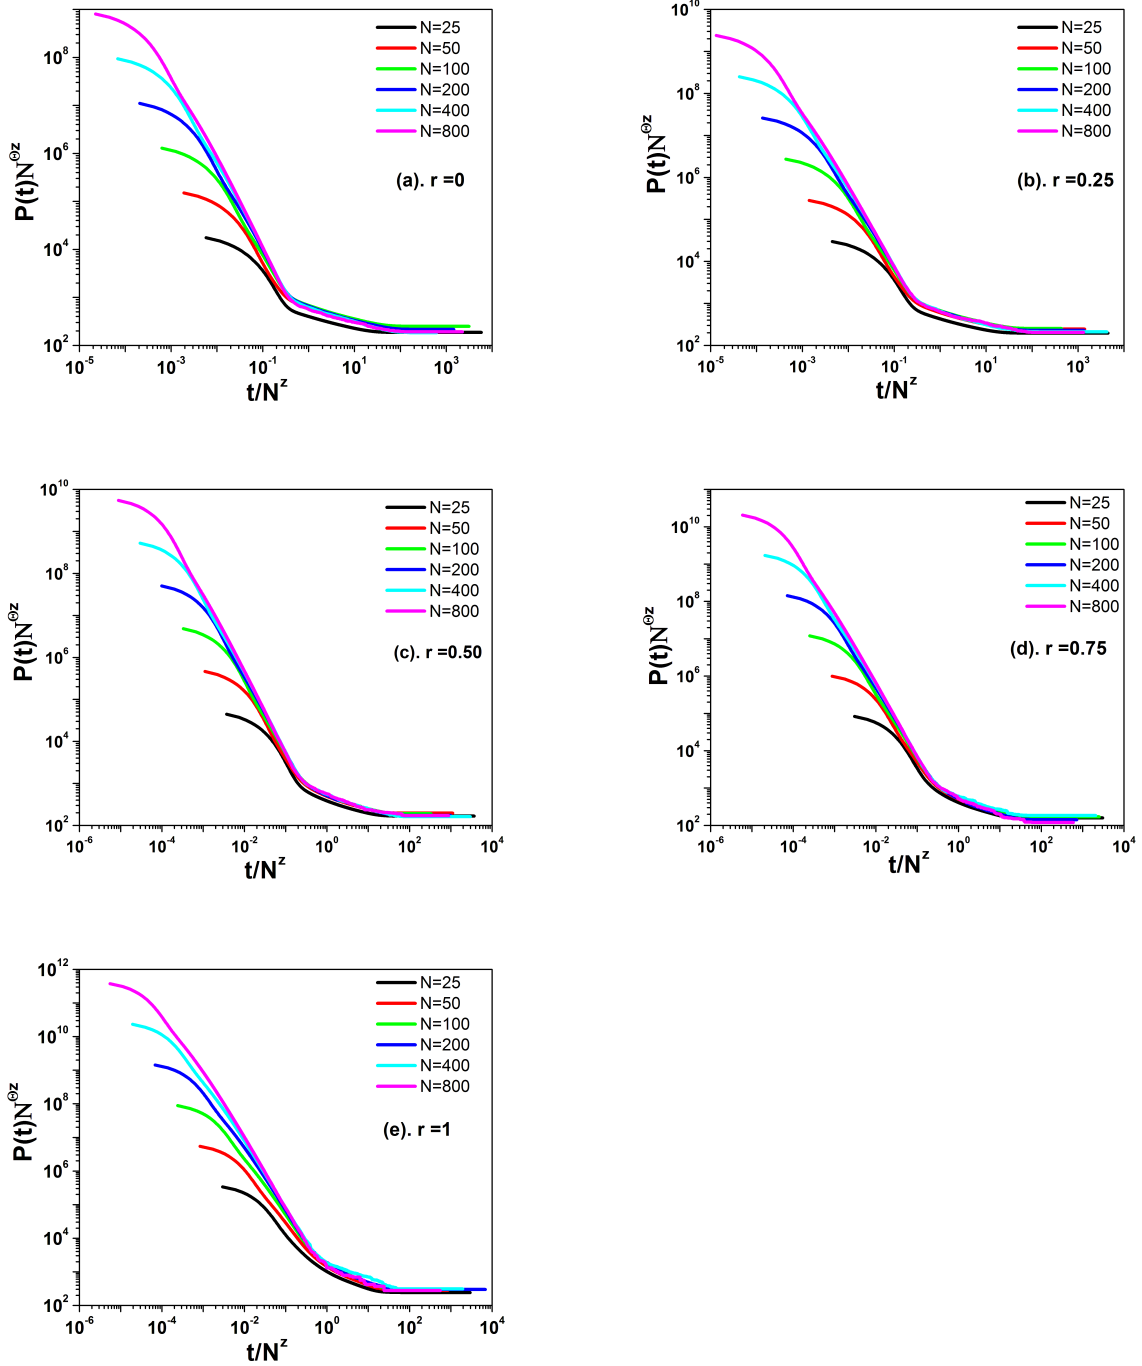 N=25
N=50
N=100
N=200
N=400
N=800
(a). r =0
P(t)N^Θz
10^8
10^6
10^4
10^2
10^-5 10^-3 10^-1 10^1 10^3
t/N^z
N=25
N=50
N=100
N=200
N=400
N=800
(b). r =0.25
P(t)N^Θz
10^10
10^8
10^6
10^4
10^2
10^-5 10^-3 10^-1 10^1 10^3
t/N^z
N=25
N=50
N=100
N=200
N=400
N=800
(c). r =0.50
P(t)N^Θz
10^10
10^8
10^6
10^4
10^2
10^-6 10^-4 10^-2 10^0 10^2 10^4
t/N^z
N=25
N=50
N=100
N=200
N=400
N=800
(d). r =0.75
P(t)N^Θz
10^10
10^8
10^6
10^4
10^2
10^-6 10^-4 10^-2 10^0 10^2 10^4
t/N^z
N=25
N=50
N=100
N=200
N=400
N=800
(e). r =1
P(t)N^Θz
10^12
10^10
10^8
10^6
10^4
10^2
10^-6 10^-4 10^-2 10^0 10^2 10^4
t/N^z